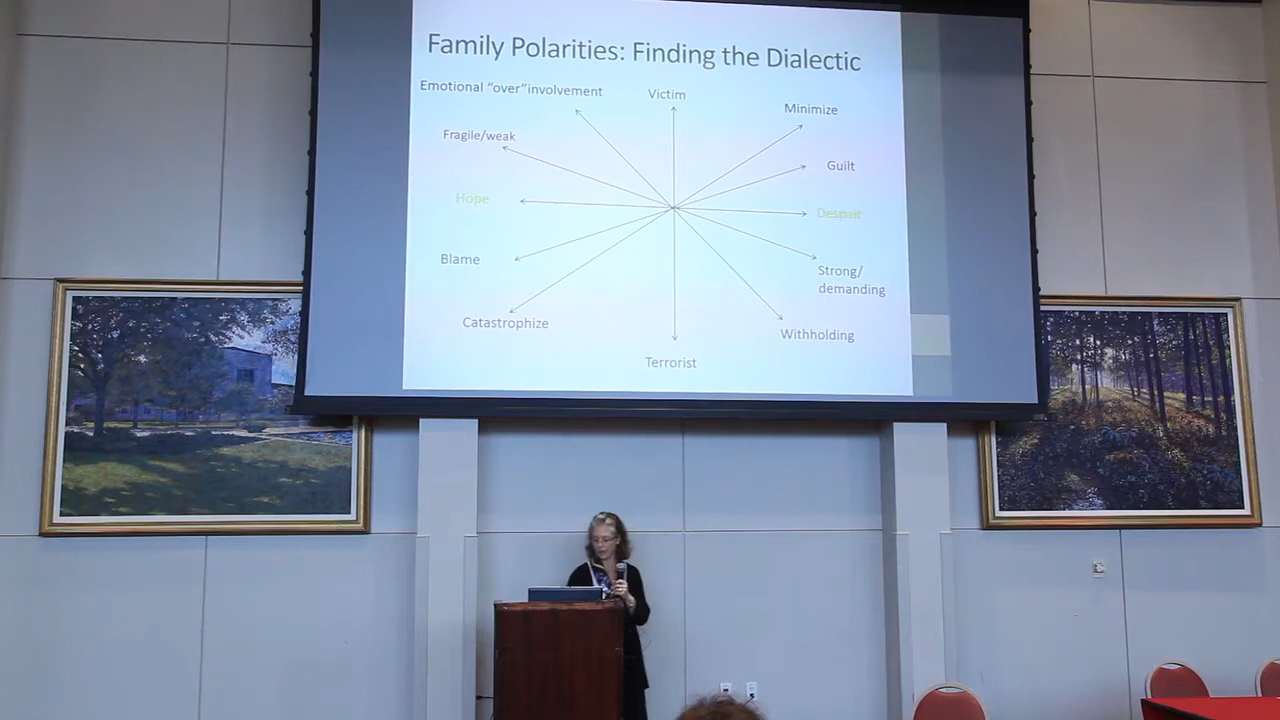 Family Polarities: Finding the Dialectic
Emotional “over”involvement
Victim
Minimize
Fragile/weak
Guilt
Hope
Despair
Blame
Strong/
demanding
Catastrophize
Withholding
Terrorist